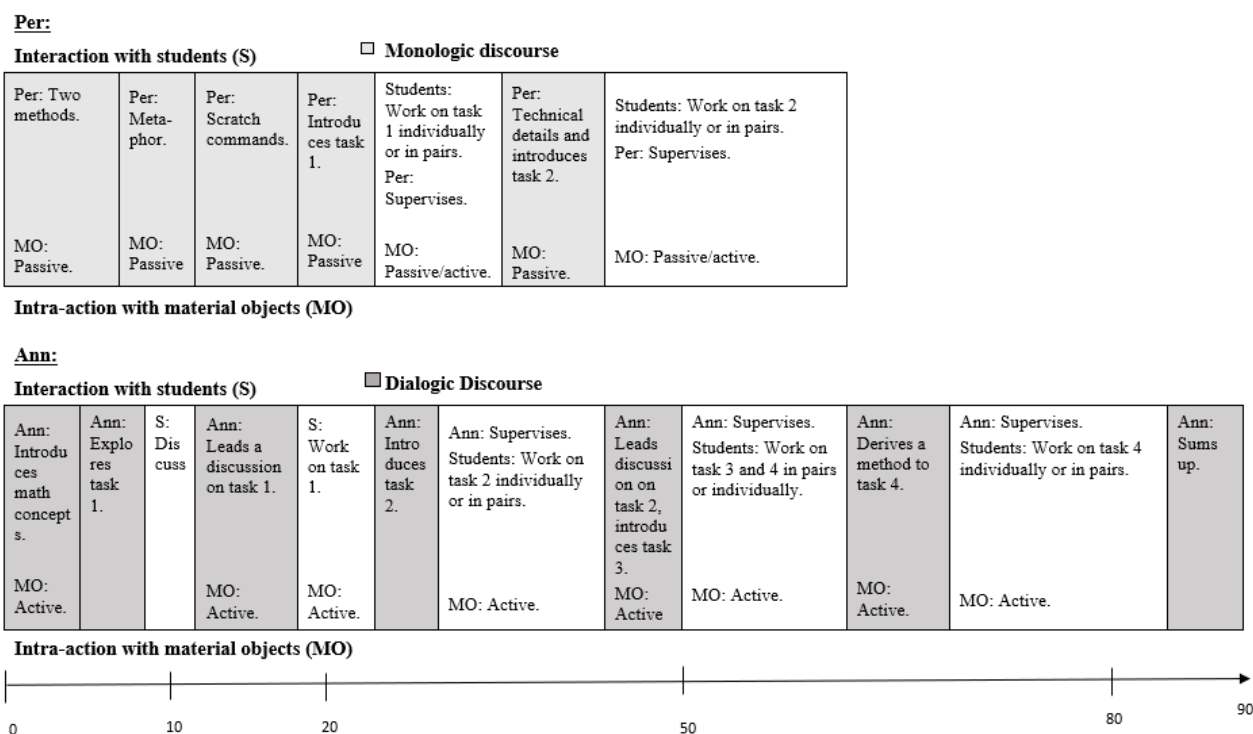 Per:
Interaction with students (S)
Monologic discourse
Per: Two
methods.
MO:
Passive.
Per:
Meta-
phor.
MO:
Passive
Per:
Scratch
commands.
MO:
Passive.
Per:
Introdu
ces task
1.
MO:
Passive
Students:
Work on task
1 individually
or in pairs.
Per:
Supervises.
MO:
Passive/active.
Per:
Technical
details and
introduces
task 2.
MO:
Passive.
Students: Work on task 2
individually or in pairs.
Per: Supervises.
MO: Passive/active.
Intra-action with material objects (MO)
Ann:
Interaction with students (S)
Dialogic Discourse
Ann:
Introdu
ces
math
concept
s.
MO:
Active.
Ann:
Explo
res
task
1.
S:
Dis
cuss
Ann:
Leads a
discussion
on task 1.
MO:
Active.
S:
Work
on task
1.
MO:
Active.
Ann:
Intro
duces
task
2.
Ann: Supervises.
Students: Work on
task 2 individually
or in pairs.
MO: Active.
Ann:
Leads
discussi
on on
task 2,
introdu
ces task
3.
MO:
Active
Ann: Supervises.
Students: Work on
task 3 and 4 in pairs
or individually.
MO: Active.
Ann:
Derives a
method to
task 4.
MO:
Active.
Ann: Supervises.
Students: Work on task 4
individually or in pairs.
MO: Active.
Ann:
Sums
up.
Intra-action with material objects (MO)
0
10
20
50
80
90